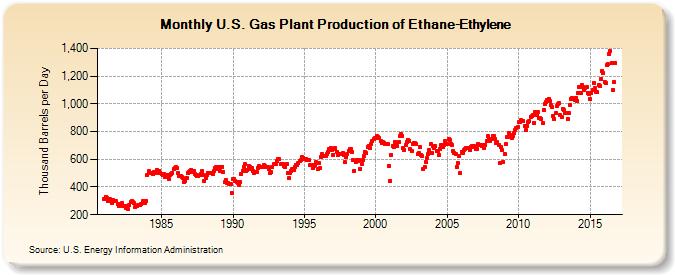 Monthly U.S. Gas Plant Production of Ethane-Ethylene
Thousand Barrels per Day
1,400
1,200
1,000
800
600
400
200
1985 1990 1995 2000 2005 2010 2015
Source: U.S. Energy Information Administration